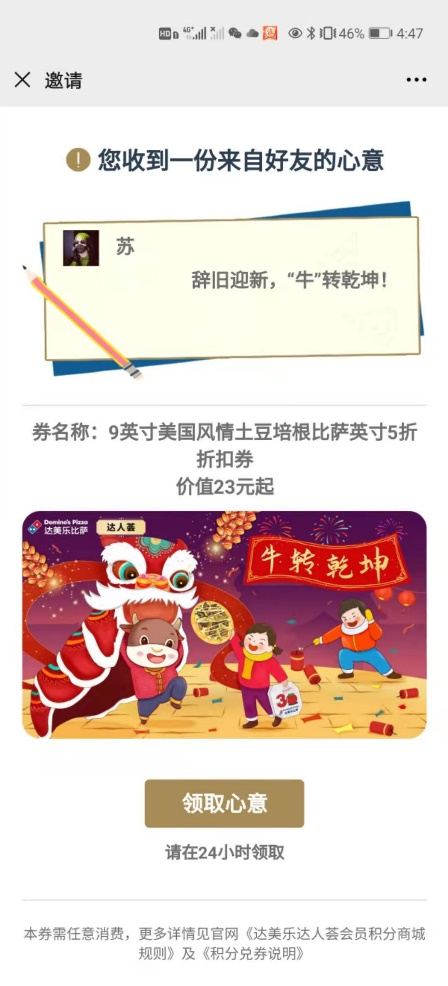 46% 4:47
邀请
您收到一份来自好友的心意
苏
辞旧迎新，“牛”转乾坤！
券名称：9英寸美国风情土豆培根比萨英寸5折
折扣券
价值23元起
Domino's Pizza
达美乐比萨
达人荟
牛转乾坤
领取心意
请在24小时领取
本券需任意消费，更多详情见官网《达美乐达人荟会员积分商城
规则》及《积分兑券说明》